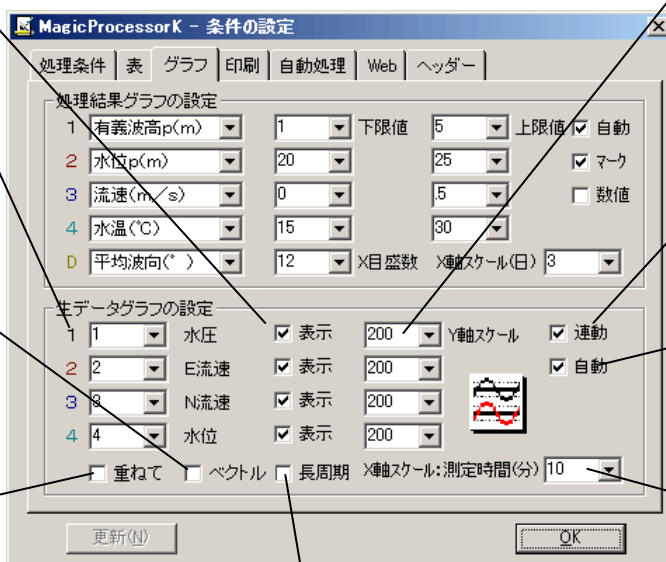 MagicProcessorK - 条件の設定
処理条件 表 グラフ 印刷 自動処理 Web ヘッダー
処理結果グラフの設定
1 有義波高p(m) 1 下限値 5 上限値 自動
2 水位p(m) 20 25 マーク
3 流速(m/s) 0 .5 数値
4 水温(℃) 15 30
D 平均波向(°) 12 X目盛数 X軸スケール(日) 3
生データグラフの設定
1 1 水圧 表示 200 Y軸スケール 連動
2 2 E流速 表示 200 自動
3 3 N流速 表示 200
4 4 水位 表示 200
重ねて ベクトル 長周期 X軸スケール:測定時間(分) 10
更新(N) OK